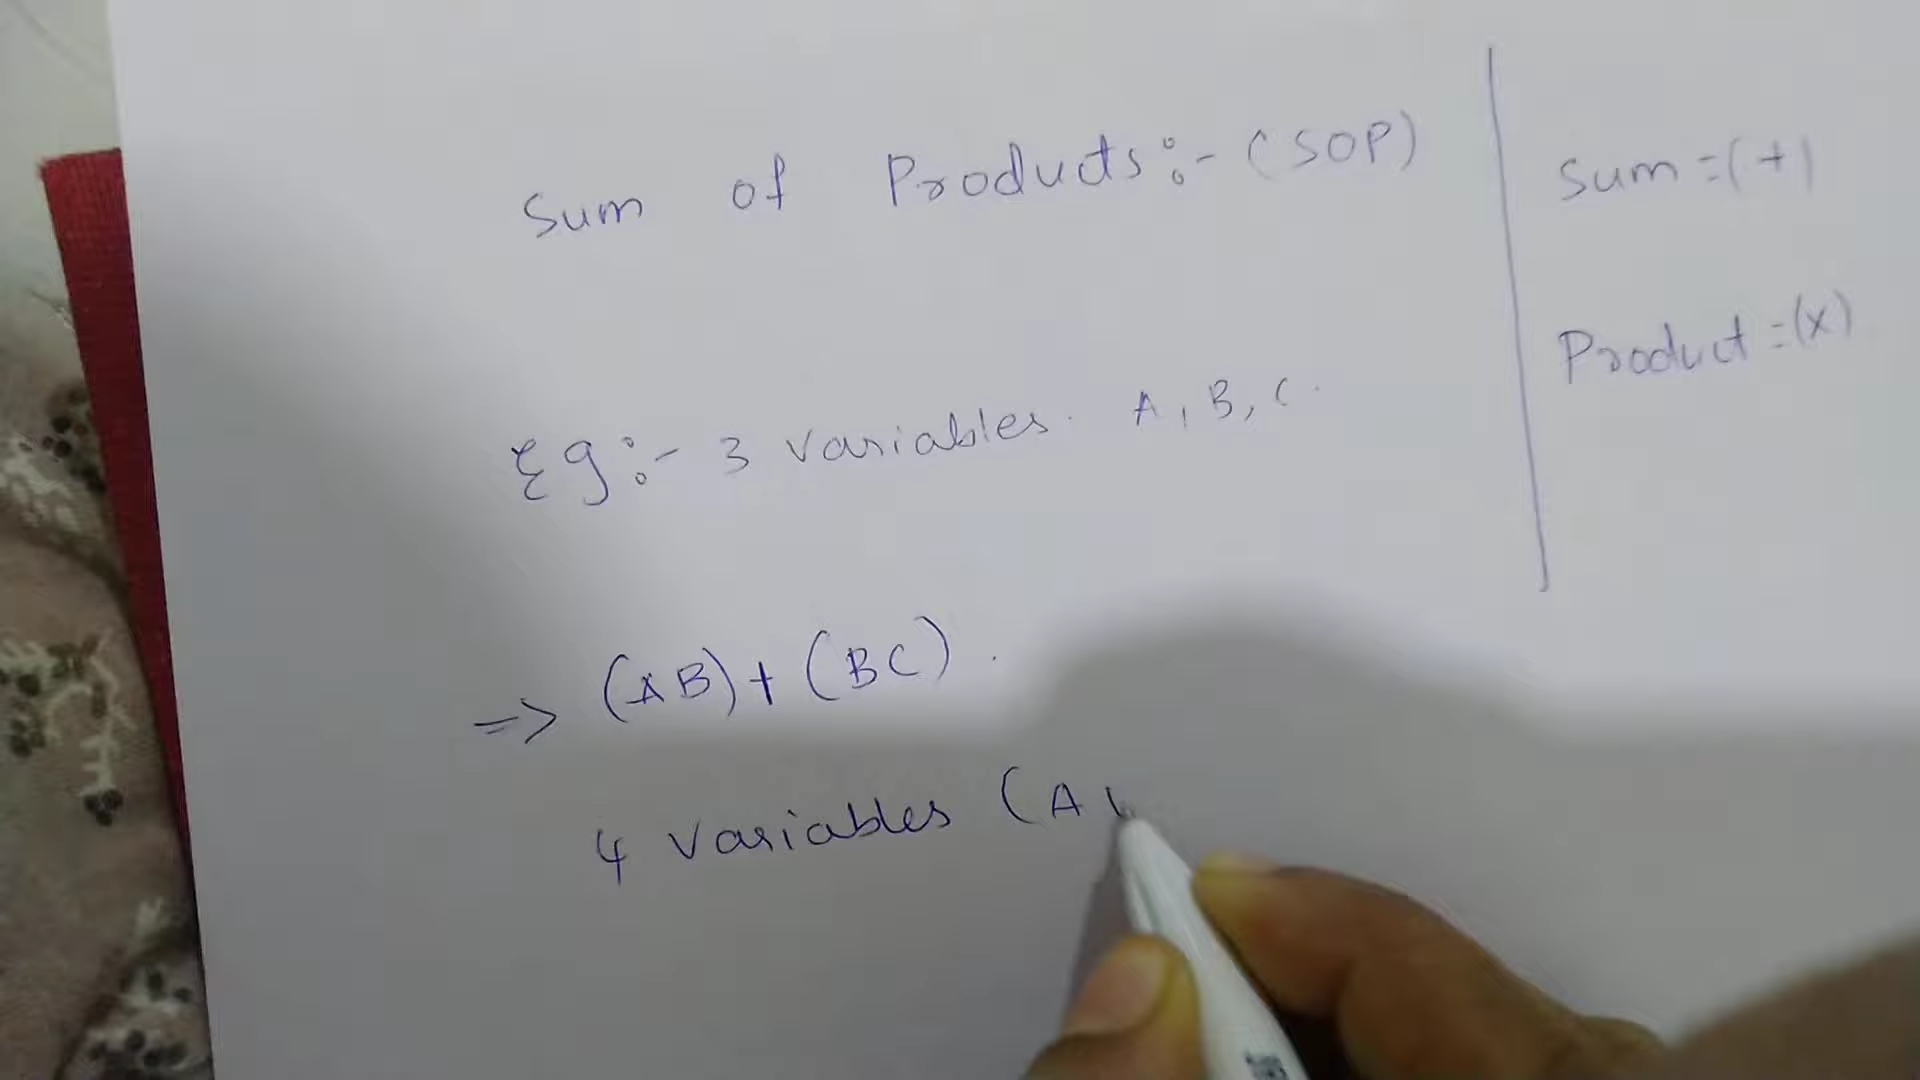 Sum of Products:- (SOP)
Eg:- 3 variables. A, B, C.
=> (AB) + (BC).
4 variables (A
Sum = (+)
Product = (x)